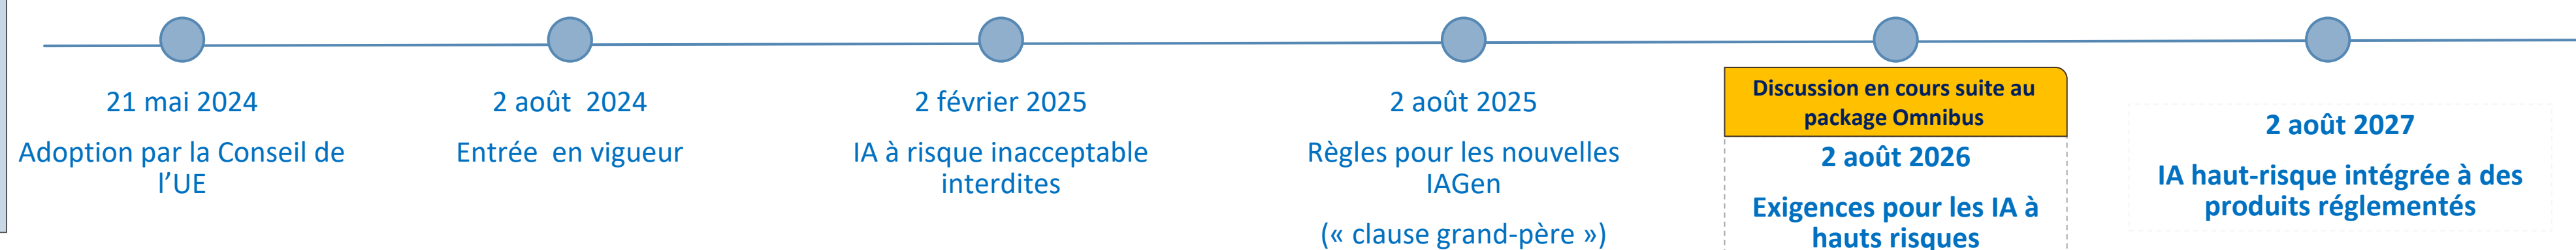 21 mai 2024
Adoption par la Conseil de
l’UE
2 août 2024
Entrée en vigueur
2 février 2025
IA à risque inacceptable
interdites
2 août 2025
Règles pour les nouvelles
IAGen
(« clause grand-père »)
Discussion en cours suite au
package Omnibus
2 août 2026
Exigences pour les IA à
hauts risques
2 août 2027
IA haut-risque intégrée à des
produits réglementés